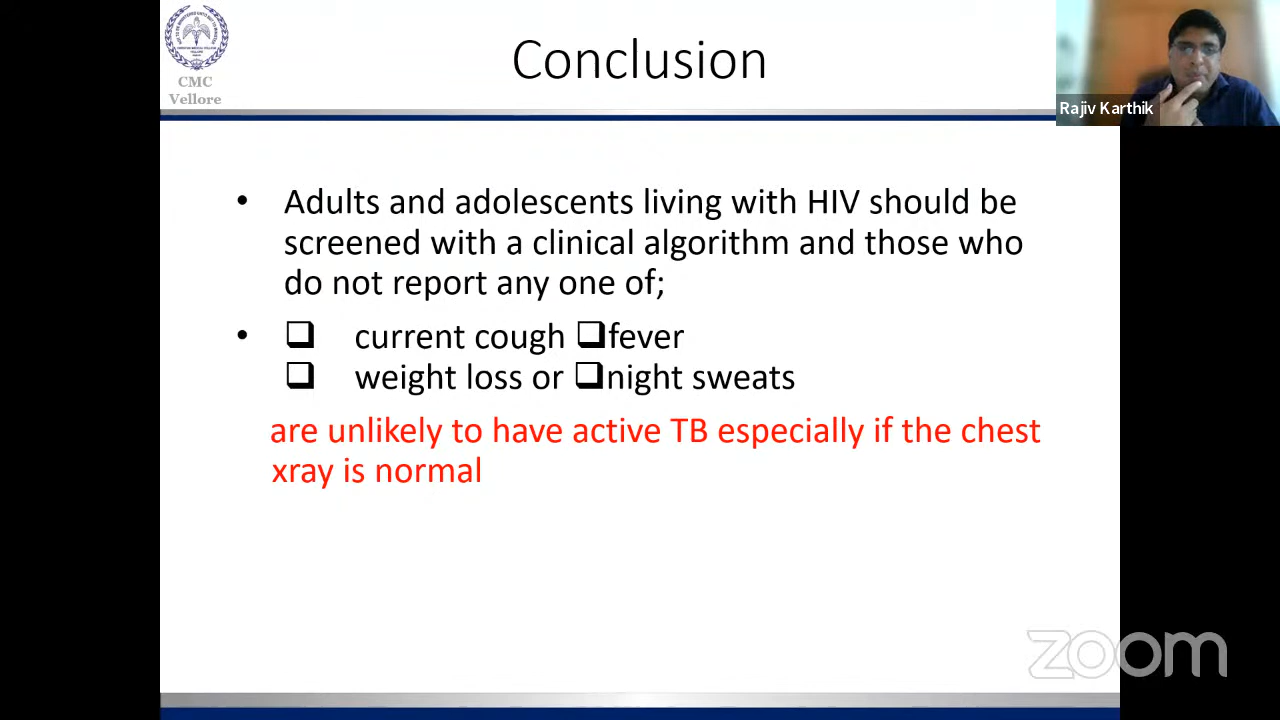 CMC
Vellore
Conclusion
Rajiv Karthik
• Adults and adolescents living with HIV should be
screened with a clinical algorithm and those who
do not report any one of;
• ❑ current cough ❑fever
❑ weight loss or ❑night sweats
are unlikely to have active TB especially if the chest
xray is normal
zoom